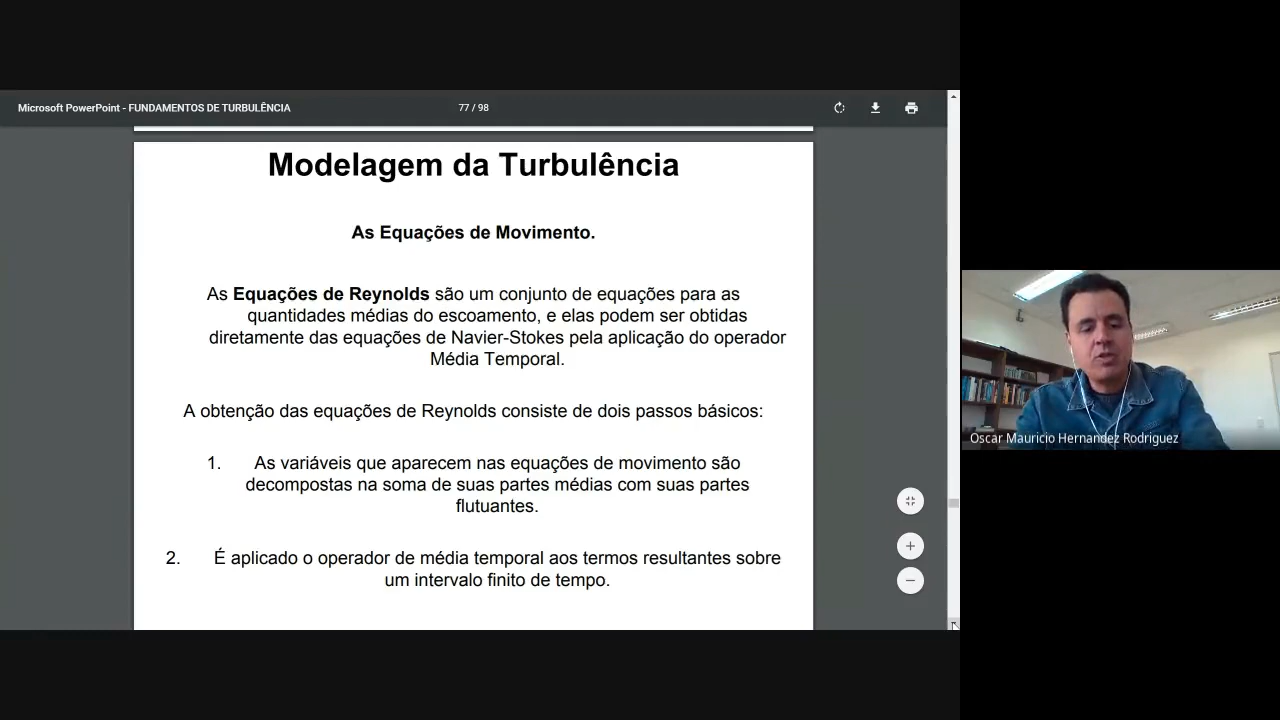 Microsoft PowerPoint - FUNDAMENTOS DE TURBULÊNCIA
77 / 98
Modelagem da Turbulência
As Equações de Movimento.
As Equações de Reynolds são um conjunto de equações para as
quantidades médias do escoamento, e elas podem ser obtidas
diretamente das equações de Navier-Stokes pela aplicação do operador
Média Temporal.
A obtenção das equações de Reynolds consiste de dois passos básicos:
1. As variáveis que aparecem nas equações de movimento são
decompostas na soma de suas partes médias com suas partes
flutuantes.
2. É aplicado o operador de média temporal aos termos resultantes sobre
um intervalo finito de tempo.
Oscar Mauricio Hernandez Rodriguez